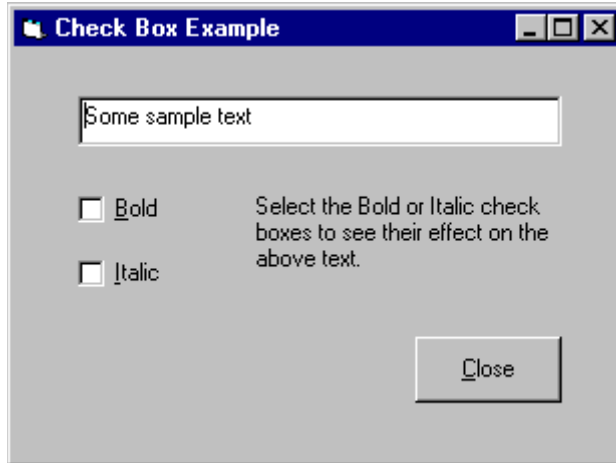 Check Box Example
Some sample text
Bold
Select the Bold or Italic check
boxes to see their effect on the
above text.
Italic
Close